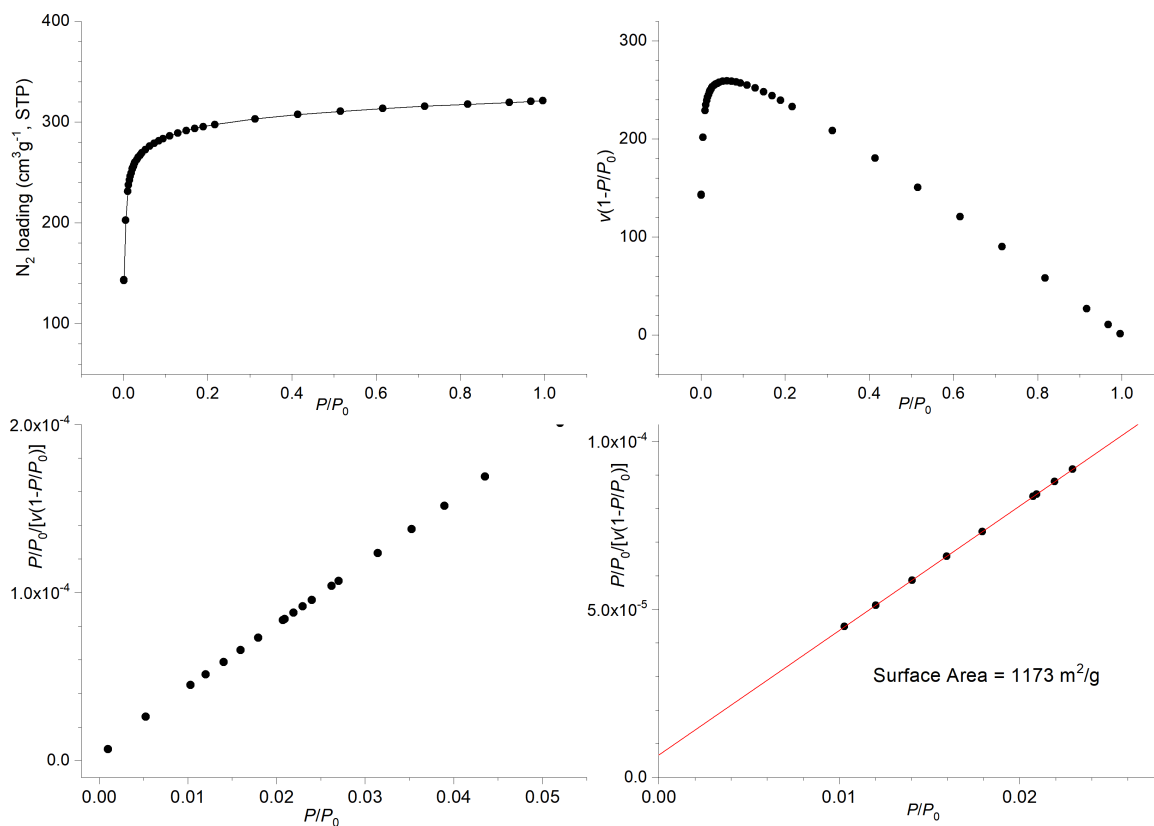 400
300
200
100
N₂ loading (cm³g⁻¹, STP)
0.0 0.2 0.4 0.6 0.8 1.0
P/P₀
300
200
100
0
v(1-P/P₀)
0.0 0.2 0.4 0.6 0.8 1.0
P/P₀
2.0x10⁻⁴
1.0x10⁻⁴
0.0
P/P₀/[v(1-P/P₀)]
0.00 0.01 0.02 0.03 0.04 0.05
P/P₀
1.0x10⁻⁴
5.0x10⁻⁵
0.0
P/P₀/[v(1-P/P₀)]
Surface Area = 1173 m²/g
0.00 0.01 0.02
P/P₀